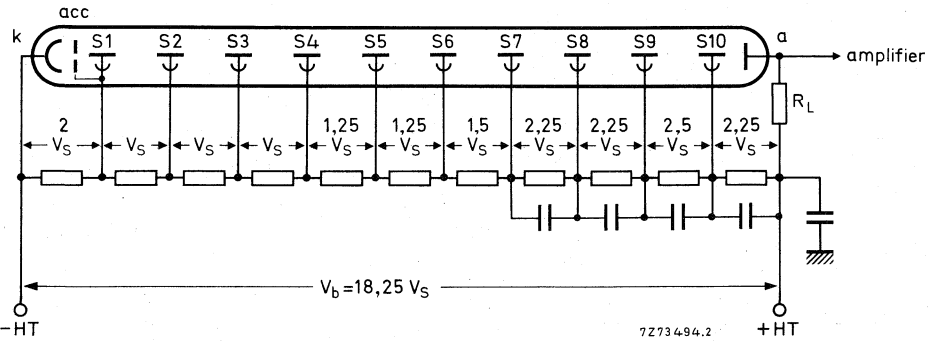 acc
k
S1 S2 S3 S4 S5 S6 S7 S8 S9 S10
a
amplifier
R_L
2 V_S
V_S
V_S
V_S
1,25 V_S
1,25 V_S
1,5 V_S
2,25 V_S
2,25 V_S
2,5 V_S
2,25 V_S
V_b=18,25 V_S
-HT
7Z73494.2
+HT